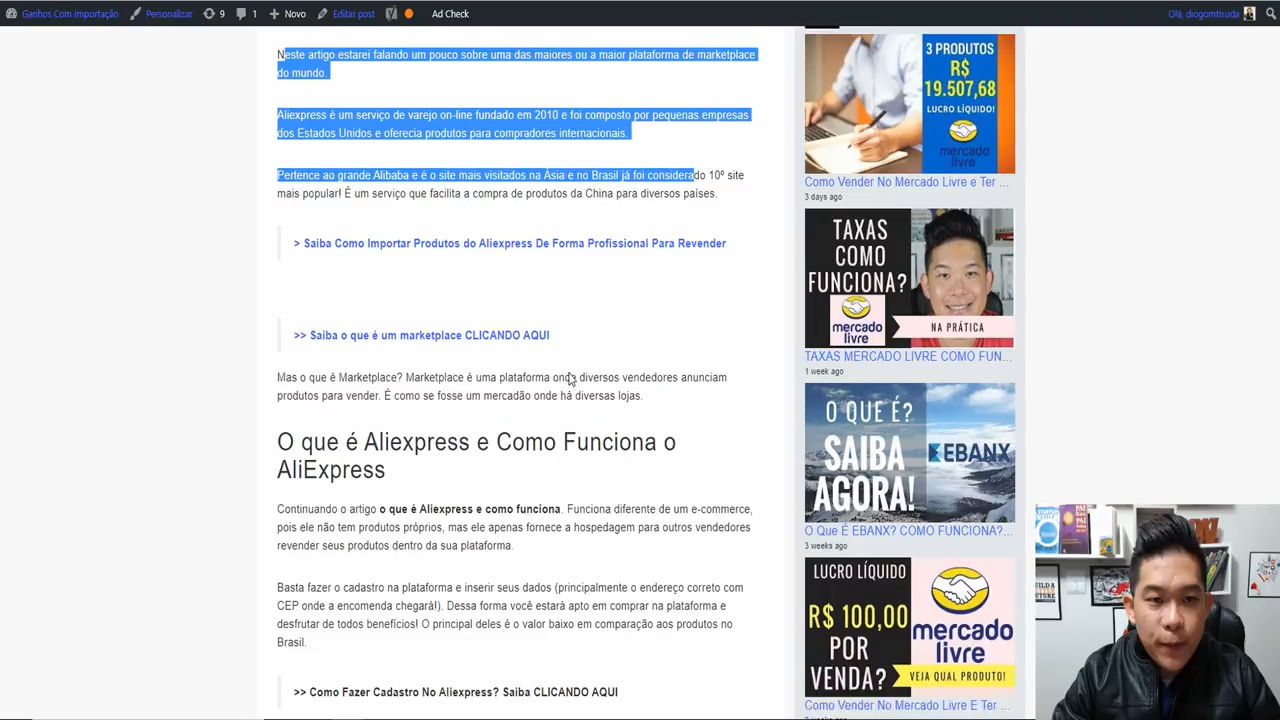 Ganhos Com Importação
Personalizar
9
1
Novo
Editar post
Ad Check
Olá, diogomtisuda
Neste artigo estarei falando um pouco sobre uma das maiores ou a maior plataforma de marketplace
do mundo.
Aliexpress é um serviço de varejo on-line fundado em 2010 e foi composto por pequenas empresas
dos Estados Unidos e oferecia produtos para compradores internacionais.
Pertence ao grande Alibaba e é o site mais visitados na Ásia e no Brasil já foi considerado 10º site
mais popular! É um serviço que facilita a compra de produtos da China para diversos países.
> Saiba Como Importar Produtos do Aliexpress De Forma Profissional Para Revender
>> Saiba o que é um marketplace CLICANDO AQUI
Mas o que é Marketplace? Marketplace é uma plataforma onde diversos vendedores anunciam
produtos para vender. É como se fosse um mercadão onde há diversas lojas.
O que é Aliexpress e Como Funciona o
AliExpress
Continuando o artigo o que é Aliexpress e como funciona. Funciona diferente de um e-commerce,
pois ele não tem produtos próprios, mas ele apenas fornece a hospedagem para outros vendedores
revender seus produtos dentro da sua plataforma.
Basta fazer o cadastro na plataforma e inserir seus dados (principalmente o endereço correto com
CEP onde a encomenda chegará!). Dessa forma você estará apto em comprar na plataforma e
desfrutar de todos benefícios! O principal deles é o valor baixo em comparação aos produtos no
Brasil.
>> Como Fazer Cadastro No Aliexpress? Saiba CLICANDO AQUI
3 PRODUTOS
R$
19.507,68
LUCRO LÍQUIDO!
mercado
livre
Como Vender No Mercado Livre e Ter ...
3 days ago
TAXAS
COMO
FUNCIONA?
mercado
livre
NA PRÁTICA
TAXAS MERCADO LIVRE COMO FUN...
1 week ago
O QUE É?
SAIBA
AGORA!
EBANX
O Que É EBANX? COMO FUNCIONA?...
3 weeks ago
LUCRO LÍQUIDO
R$ 100,00
POR
VENDA?
mercado
livre
VEJA QUAL PRODUTO!
Como Vender No Mercado Livre E Ter ...